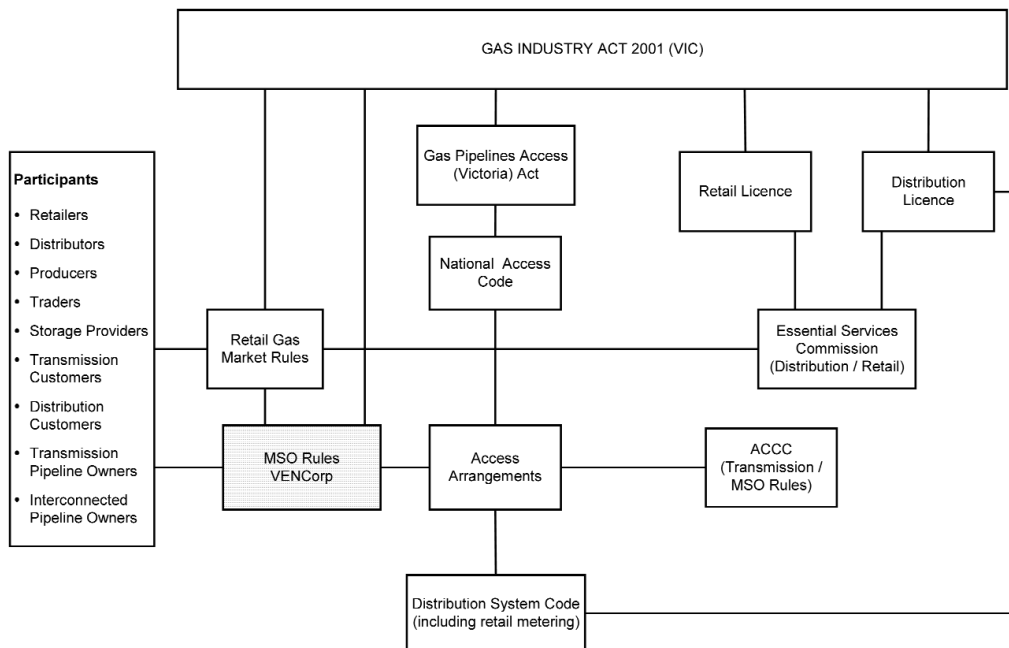 GAS INDUSTRY ACT 2001 (VIC)
Gas Pipelines Access
(Victoria) Act
Retail Licence
Distribution
Licence
Participants
• Retailers
• Distributors
• Producers
• Traders
• Storage Providers
• Transmission
Customers
• Distribution
Customers
• Transmission
Pipeline Owners
• Interconnected
Pipeline Owners
National Access
Code
Retail Gas
Market Rules
Essential Services
Commission
(Distribution / Retail)
MSO Rules
VENCorp
Access
Arrangements
ACCC
(Transmission /
MSO Rules)
Distribution System Code
(including retail metering)